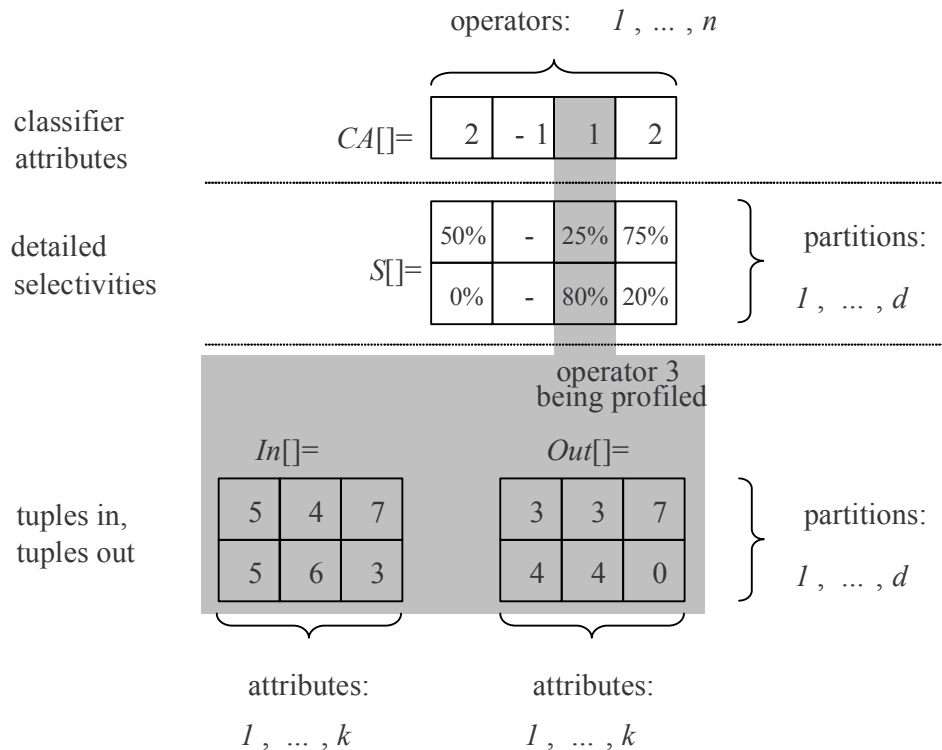 operators: 1 , ... , n
classifier
attributes
CA[]=
2 - 1 1 2
detailed
selectivities
S[]=
50% - 25% 75%
0% - 80% 20%
partitions:
1 , ... , d
operator 3
being profiled
In[]=
Out[]=
tuples in,
tuples out
5 4 7
5 6 3
3 3 7
4 4 0
partitions:
1 , ... , d
attributes:
1 , ... , k
attributes:
1 , ... , k